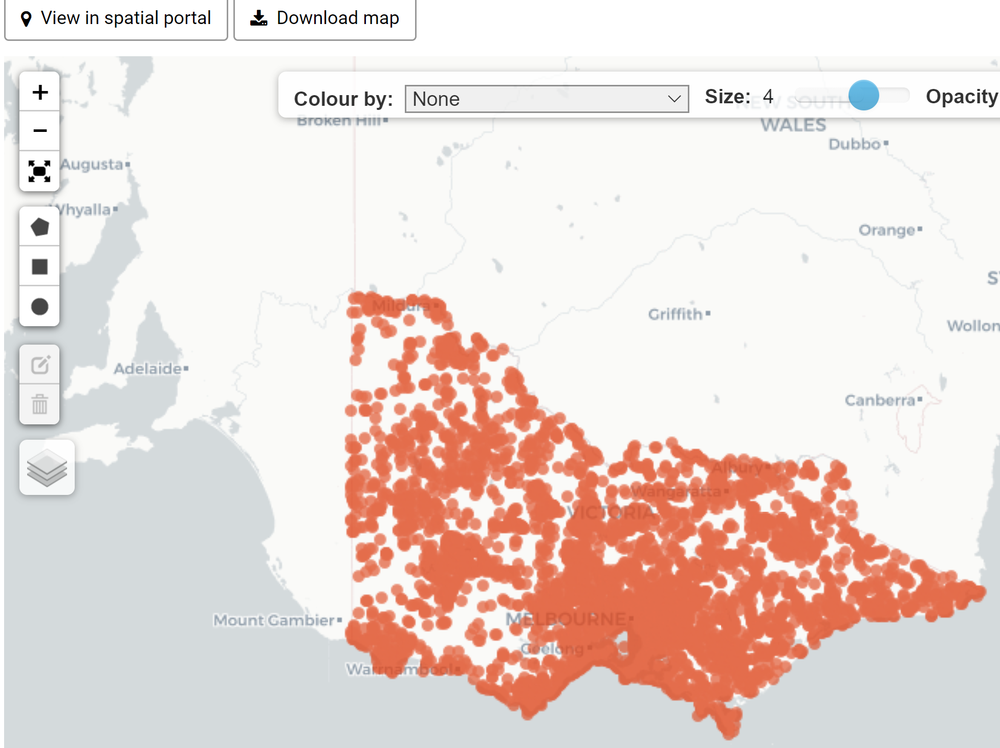 View in spatial portal
Download map
+
−
Colour by: None Size: 4 Opacity
NEW SOUTH
WALES
Broken Hill
Dubbo
Augusta
Whyalla
Orange
Mildura
Griffith
Wollon
Adelaide
Canberra
Albury
Wangaratta
VICTORIA
Mount Gambier
MELBOURNE
Geelong
Warrnambool